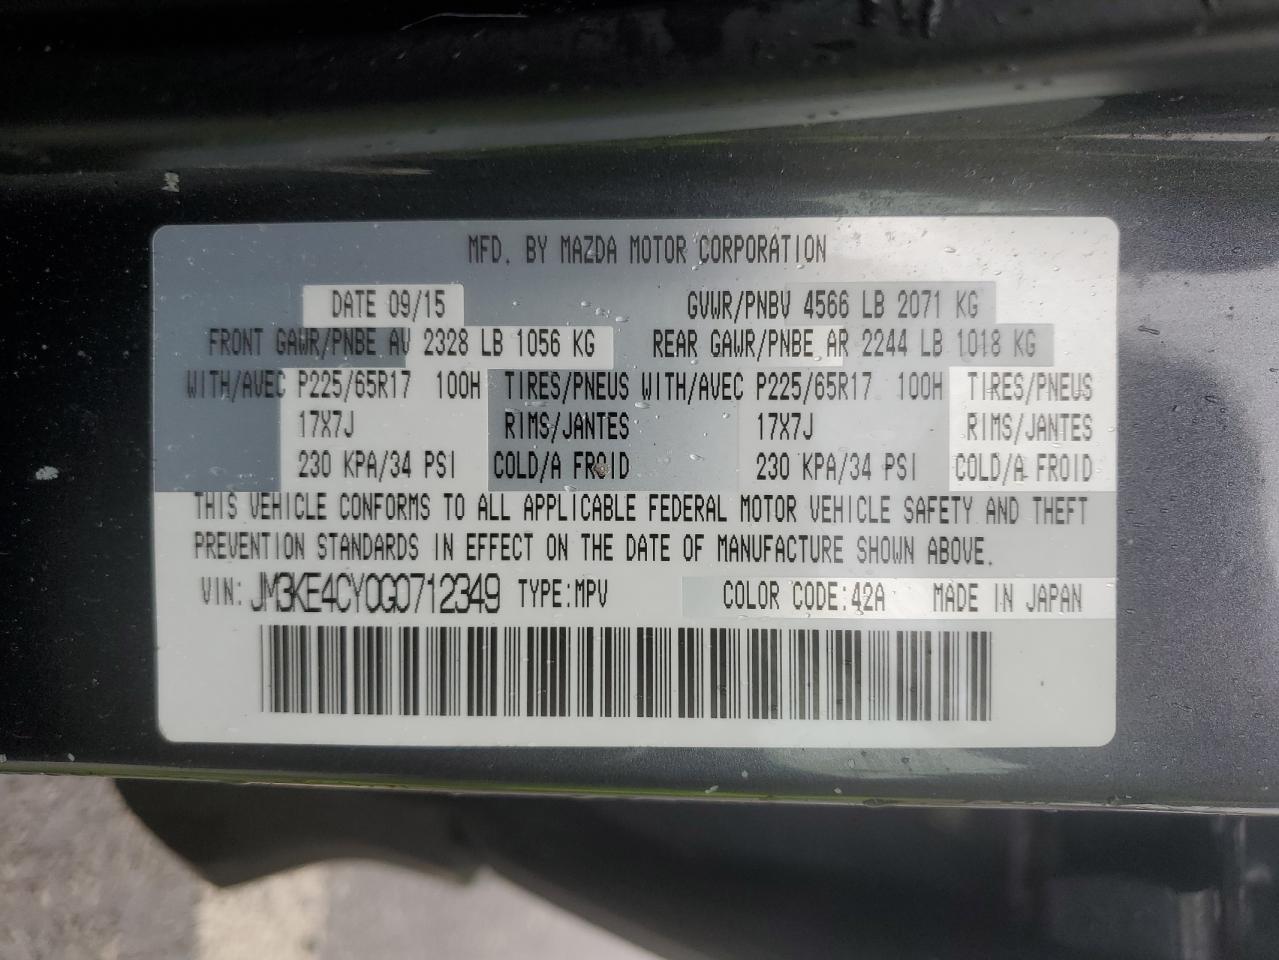 MFD. BY MAZDA MOTOR CORPORATION
DATE 09/15 GVWR/PNBV 4566 LB 2071 KG
FRONT GAWR/PNBE AV 2328 LB 1056 KG REAR GAWR/PNBE AR 2244 LB 1018 KG
WITH/AVEC P225/65R17 100H TIRES/PNEUS WITH/AVEC P225/65R17 100H TIRES/PNEUS
17X7J RIMS/JANTES 17X7J RIMS/JANTES
230 KPA/34 PSI COLD/A FROID 230 KPA/34 PSI COLD/A FROID
THIS VEHICLE CONFORMS TO ALL APPLICABLE FEDERAL MOTOR VEHICLE SAFETY AND THEFT
PREVENTION STANDARDS IN EFFECT ON THE DATE OF MANUFACTURE SHOWN ABOVE.
VIN: JM3KE4CY0G0712349 TYPE:MPV COLOR CODE:42A MADE IN JAPAN